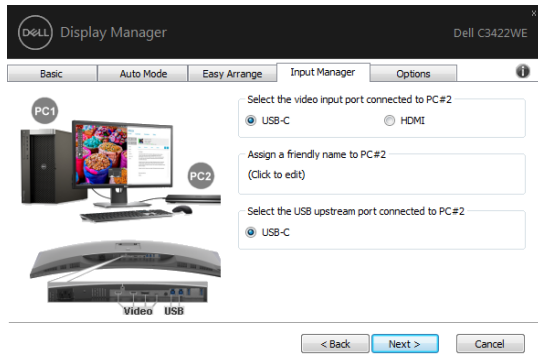 DELL Display Manager
Dell C3422WE
Basic
Auto Mode
Easy Arrange
Input Manager
Options
PC1
PC2
Video USB
Select the video input port connected to PC#2
USB-C
HDMI
Assign a friendly name to PC#2
(Click to edit)
Select the USB upstream port connected to PC#2
USB-C
< Back
Next >
Cancel